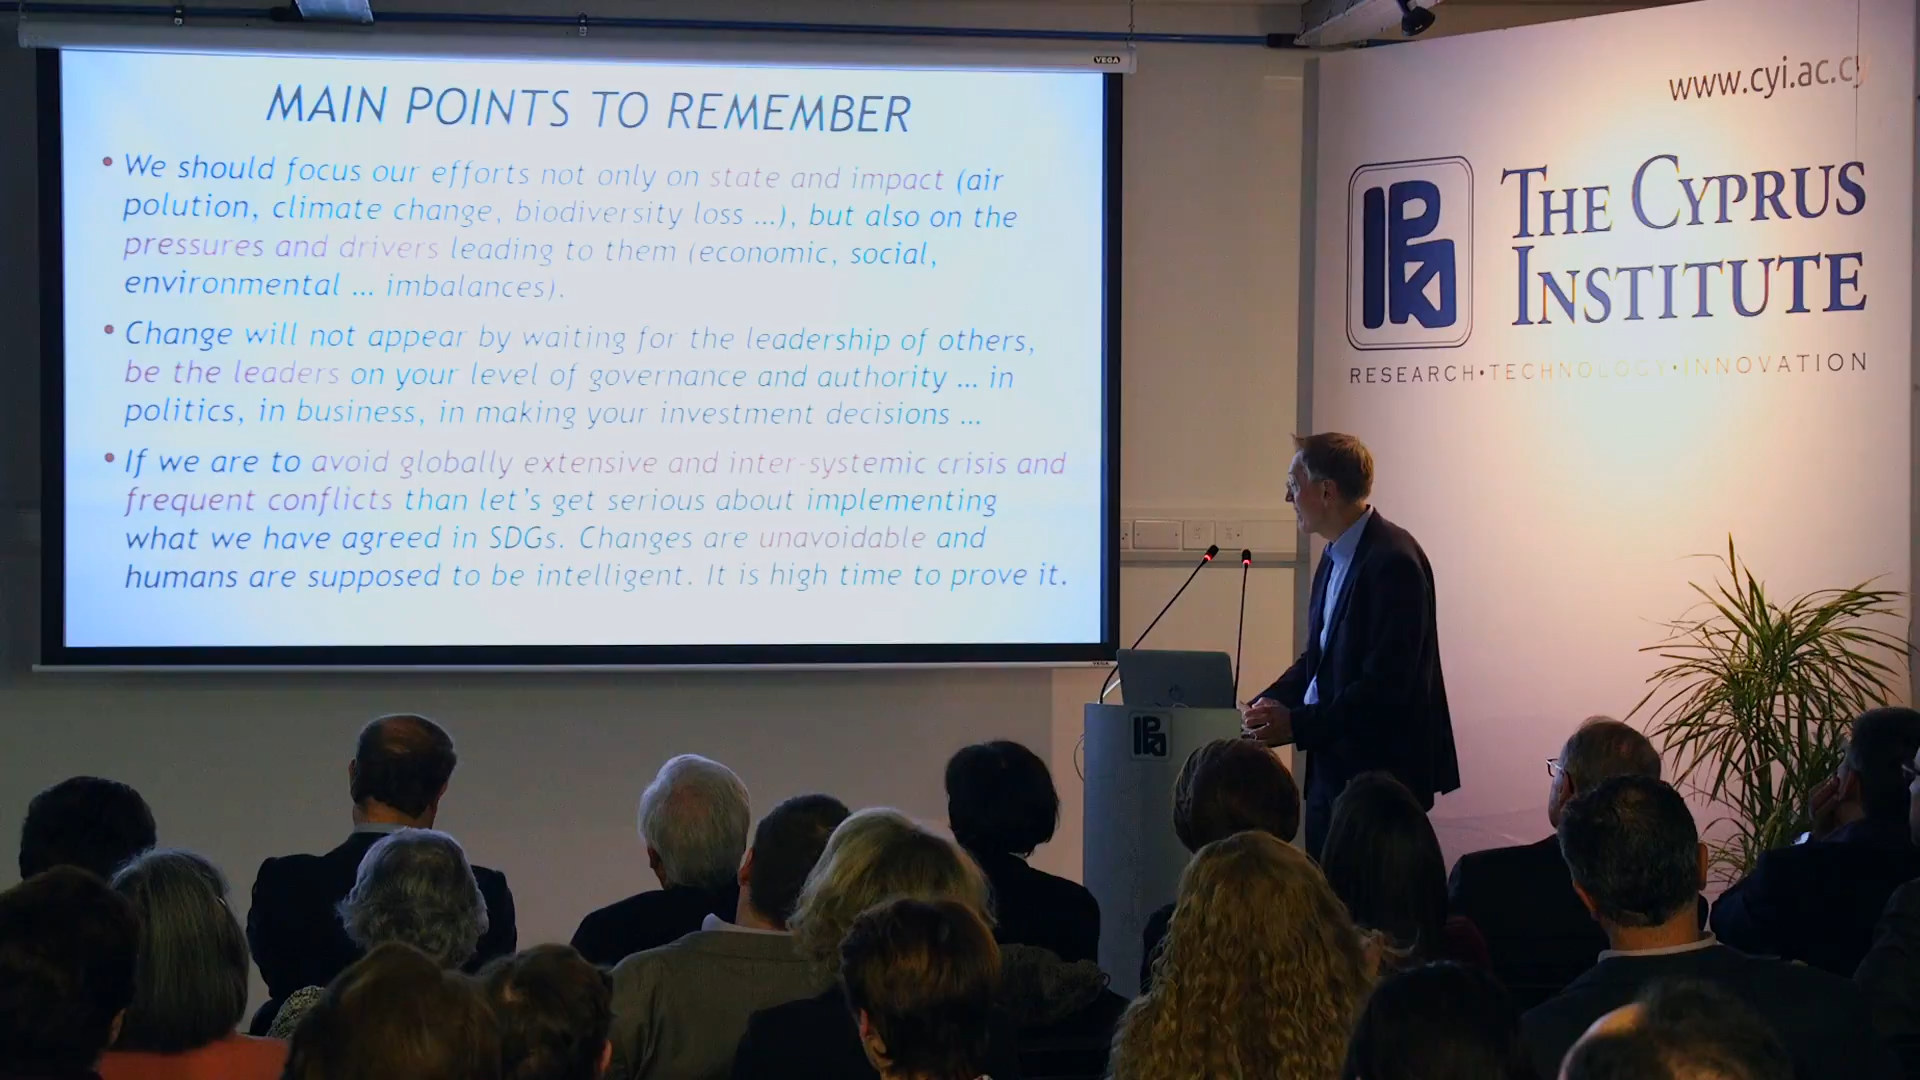 VEGA
MAIN POINTS TO REMEMBER
• We should focus our efforts not only on state and impact (air
polution, climate change, biodiversity loss ...), but also on the
pressures and drivers leading to them (economic, social,
environmental ... imbalances).
• Change will not appear by waiting for the leadership of others,
be the leaders on your level of governance and authority ... in
politics, in business, in making your investment decisions ...
• If we are to avoid globally extensive and inter-systemic crisis and
frequent conflicts than let's get serious about implementing
what we have agreed in SDGs. Changes are unavoidable and
humans are supposed to be intelligent. It is high time to prove it.
VEGA
www.cyi.ac.cy
THE CYPRUS
INSTITUTE
RESEARCH•TECHNOLOGY•INNOVATION